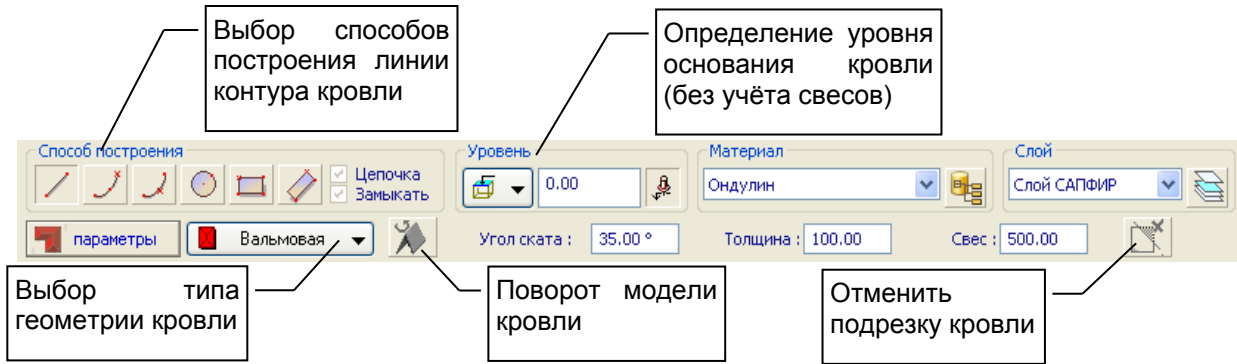 Выбор способов
построения линии
контура кровли
Определение уровня
основания кровли
(без учёта свесов)
Способ построения
Уровень
Материал
Слой
Цепочка
Замыкать
0.00
Ондулин
Слой САПФИР
параметры
Вальмовая
Угол ската :
35.00 °
Толщина :
100.00
Свес :
500.00
Выбор типа
геометрии кровли
Поворот модели
кровли
Отменить
подрезку кровли